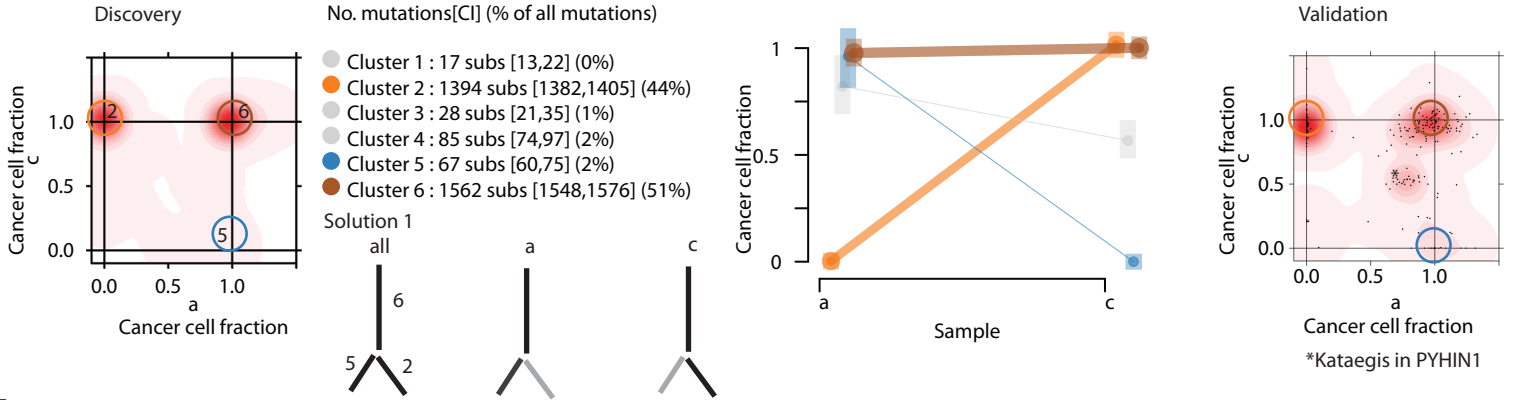 Discovery
Cancer cell fraction
c
1.0
0.5
0.0
2
6
5
0.0
0.5
1.0
a
Cancer cell fraction
No. mutations[CI] (% of all mutations)
Cluster 1 : 17 subs [13,22] (0%)
Cluster 2 : 1394 subs [1382,1405] (44%)
Cluster 3 : 28 subs [21,35] (1%)
Cluster 4 : 85 subs [74,97] (2%)
Cluster 5 : 67 subs [60,75] (2%)
Cluster 6 : 1562 subs [1548,1576] (51%)
Solution 1
all
6
5
2
a
c
Cancer cell fraction
1
0.5
0
a
c
Sample
Validation
Cancer cell fraction
c
1.0
0.5
0.0
*
0.0
0.5
1.0
a
Cancer cell fraction
*Kataegis in PYHIN1